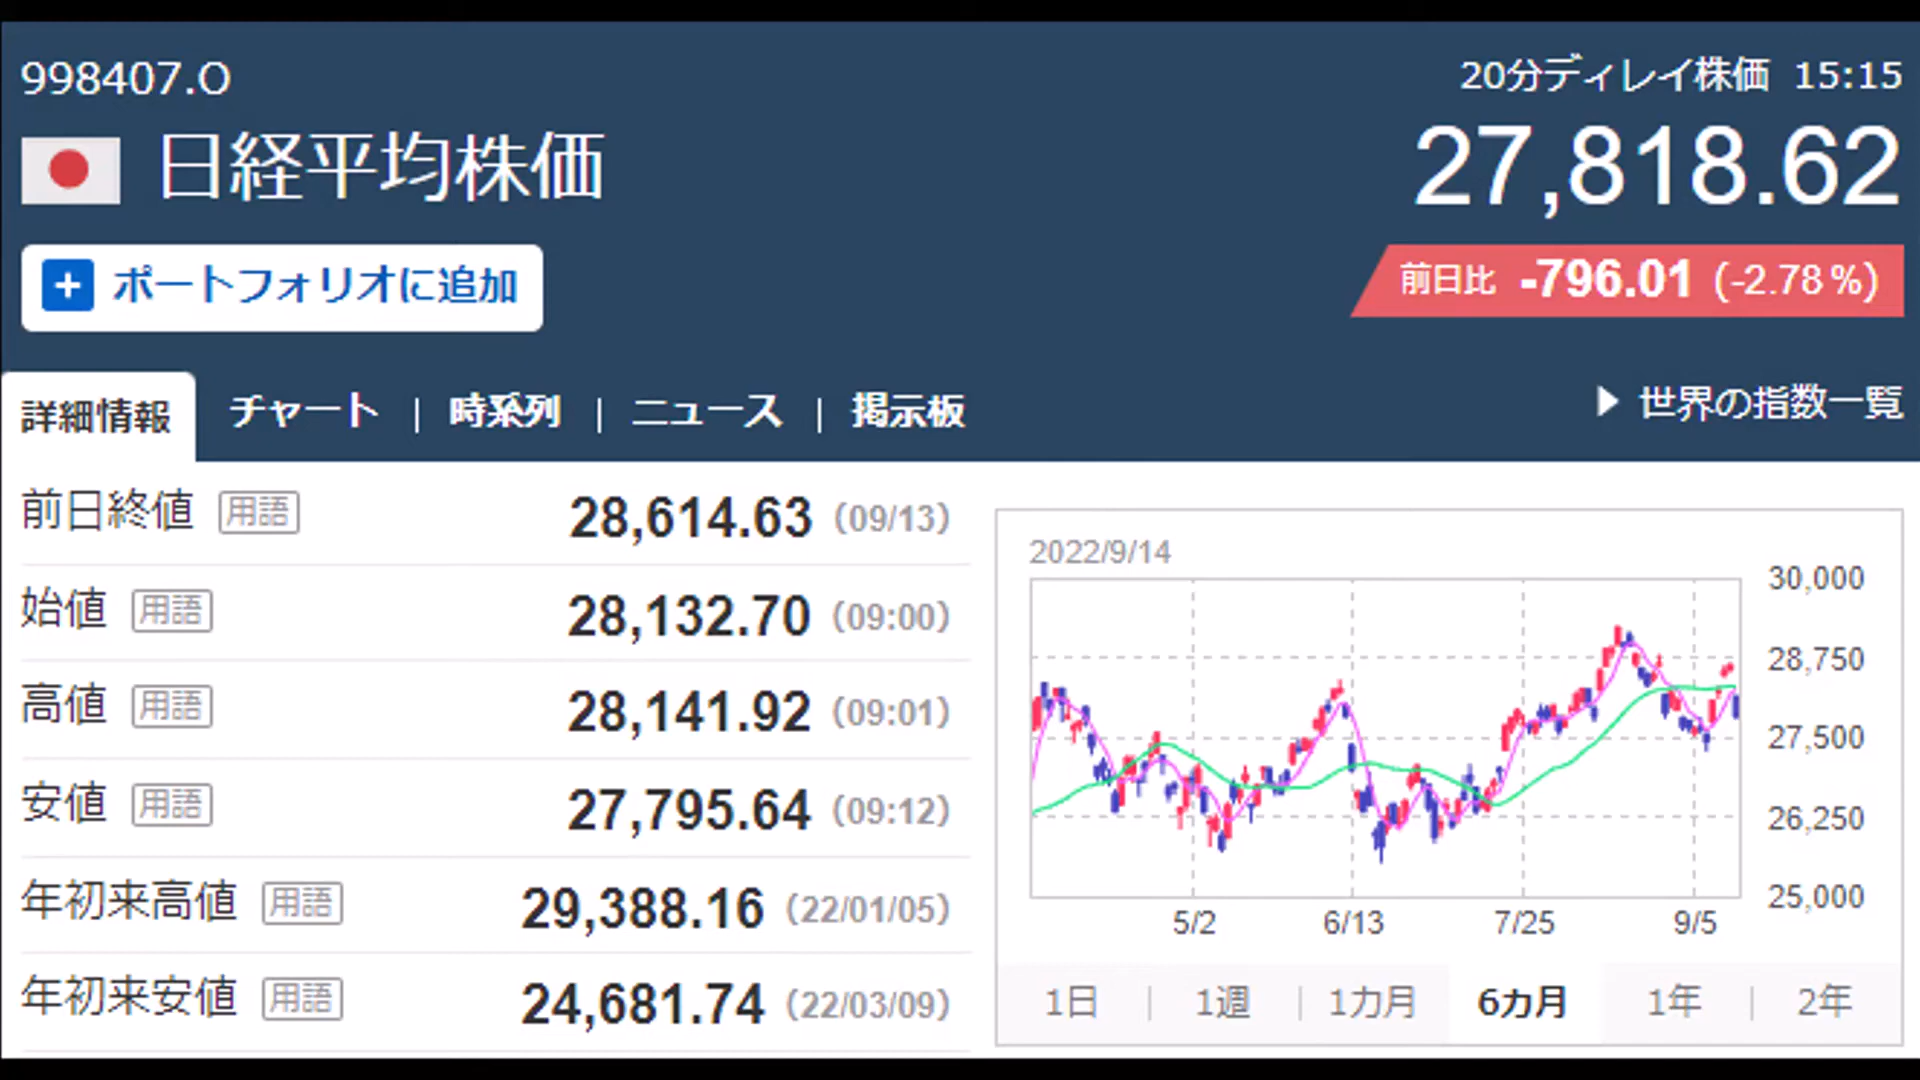 998407.O
20分ディレイ株価 15:15
日経平均株価
27,818.62
ポートフォリオに追加
前日比 -796.01 (-2.78%)
詳細情報 チャート | 時系列 | ニュース | 掲示板
世界の指数一覧
前日終値 用語 28,614.63 (09/13)
始値 用語 28,132.70 (09:00)
高値 用語 28,141.92 (09:01)
安値 用語 27,795.64 (09:12)
年初来高値 用語 29,388.16 (22/01/05)
年初来安値 用語 24,681.74 (22/03/09)
2022/9/14
30,000
28,750
27,500
26,250
25,000
5/2 6/13 7/25 9/5
1日 | 1週 | 1カ月 6カ月 1年 | 2年